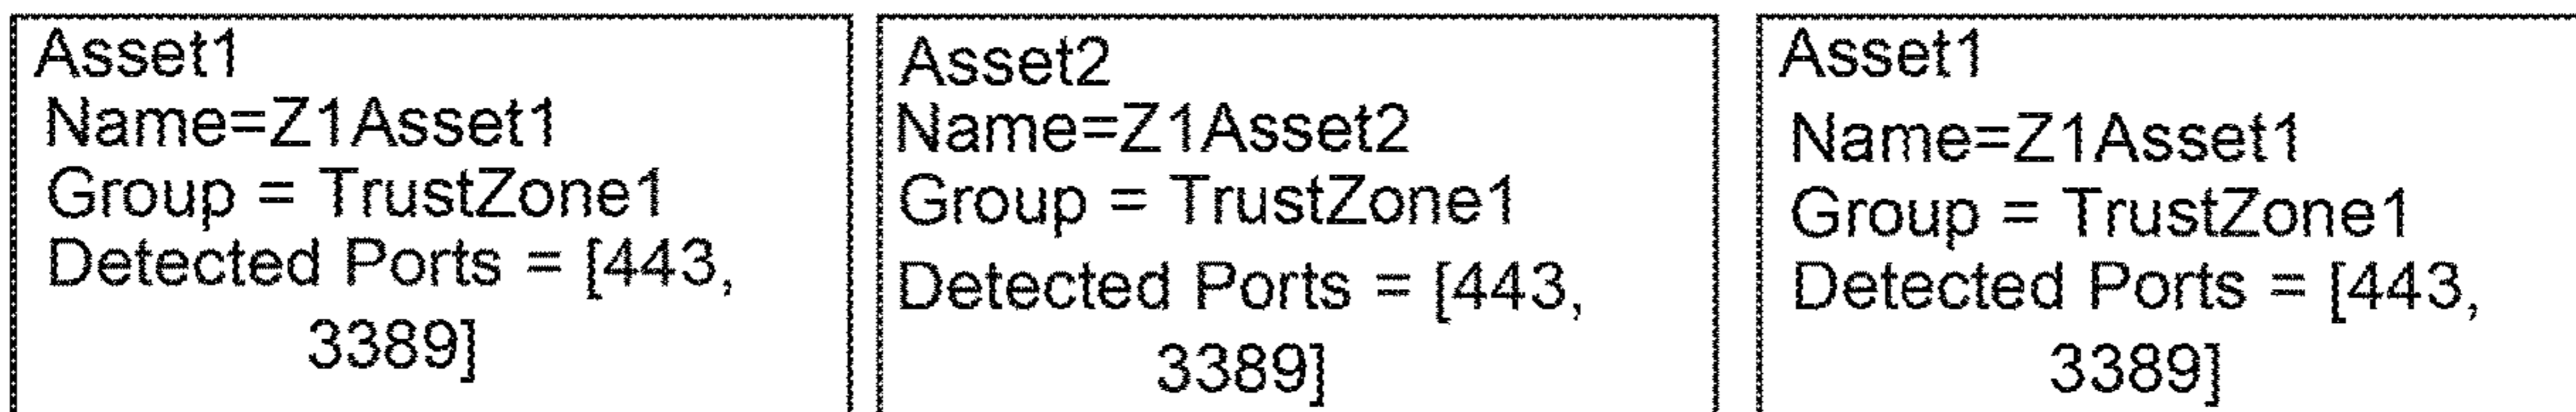 Asset1
Name=Z1Asset1
Group = TrustZone1
Detected Ports = [443,
3389]
Asset2
Name=Z1Asset2
Group = TrustZone1
Detected Ports = [443,
3389]
Asset1
Name=Z1Asset1
Group = TrustZone1
Detected Ports = [443,
3389]